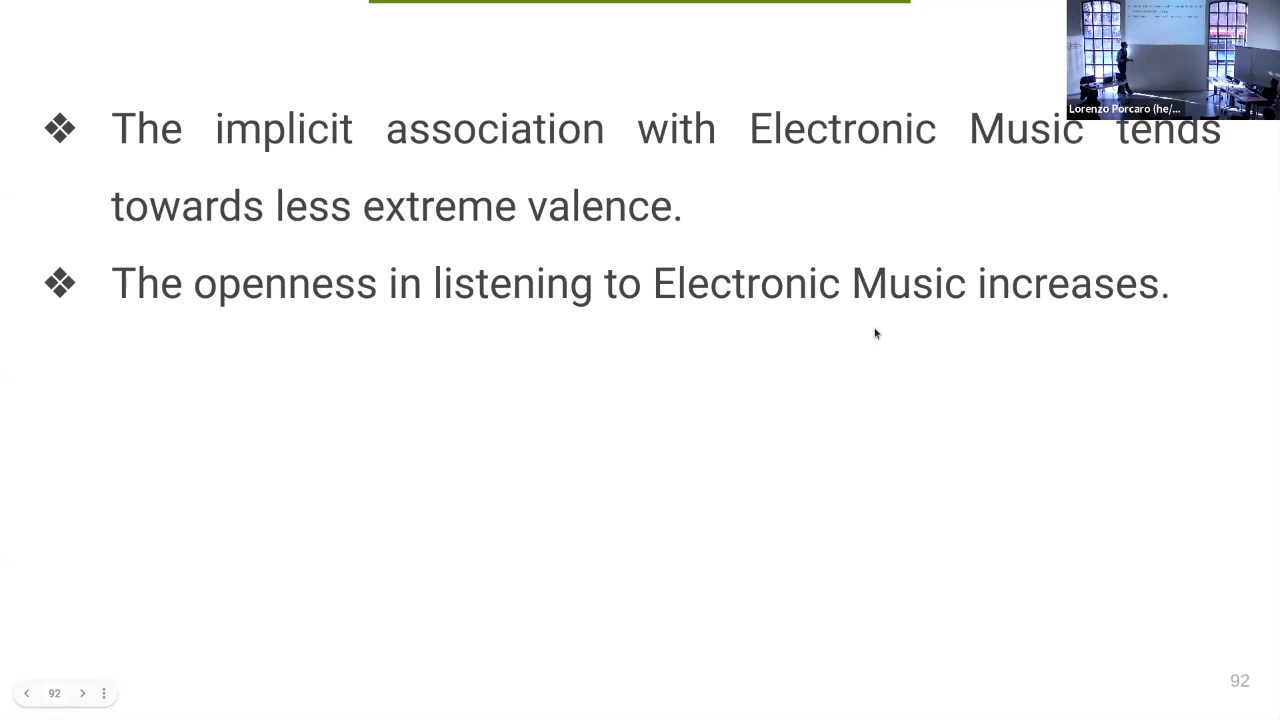 ❖ The implicit association with Electronic Music tends
towards less extreme valence.
❖ The openness in listening to Electronic Music increases.
Lorenzo Porcaro (he/...
92
92